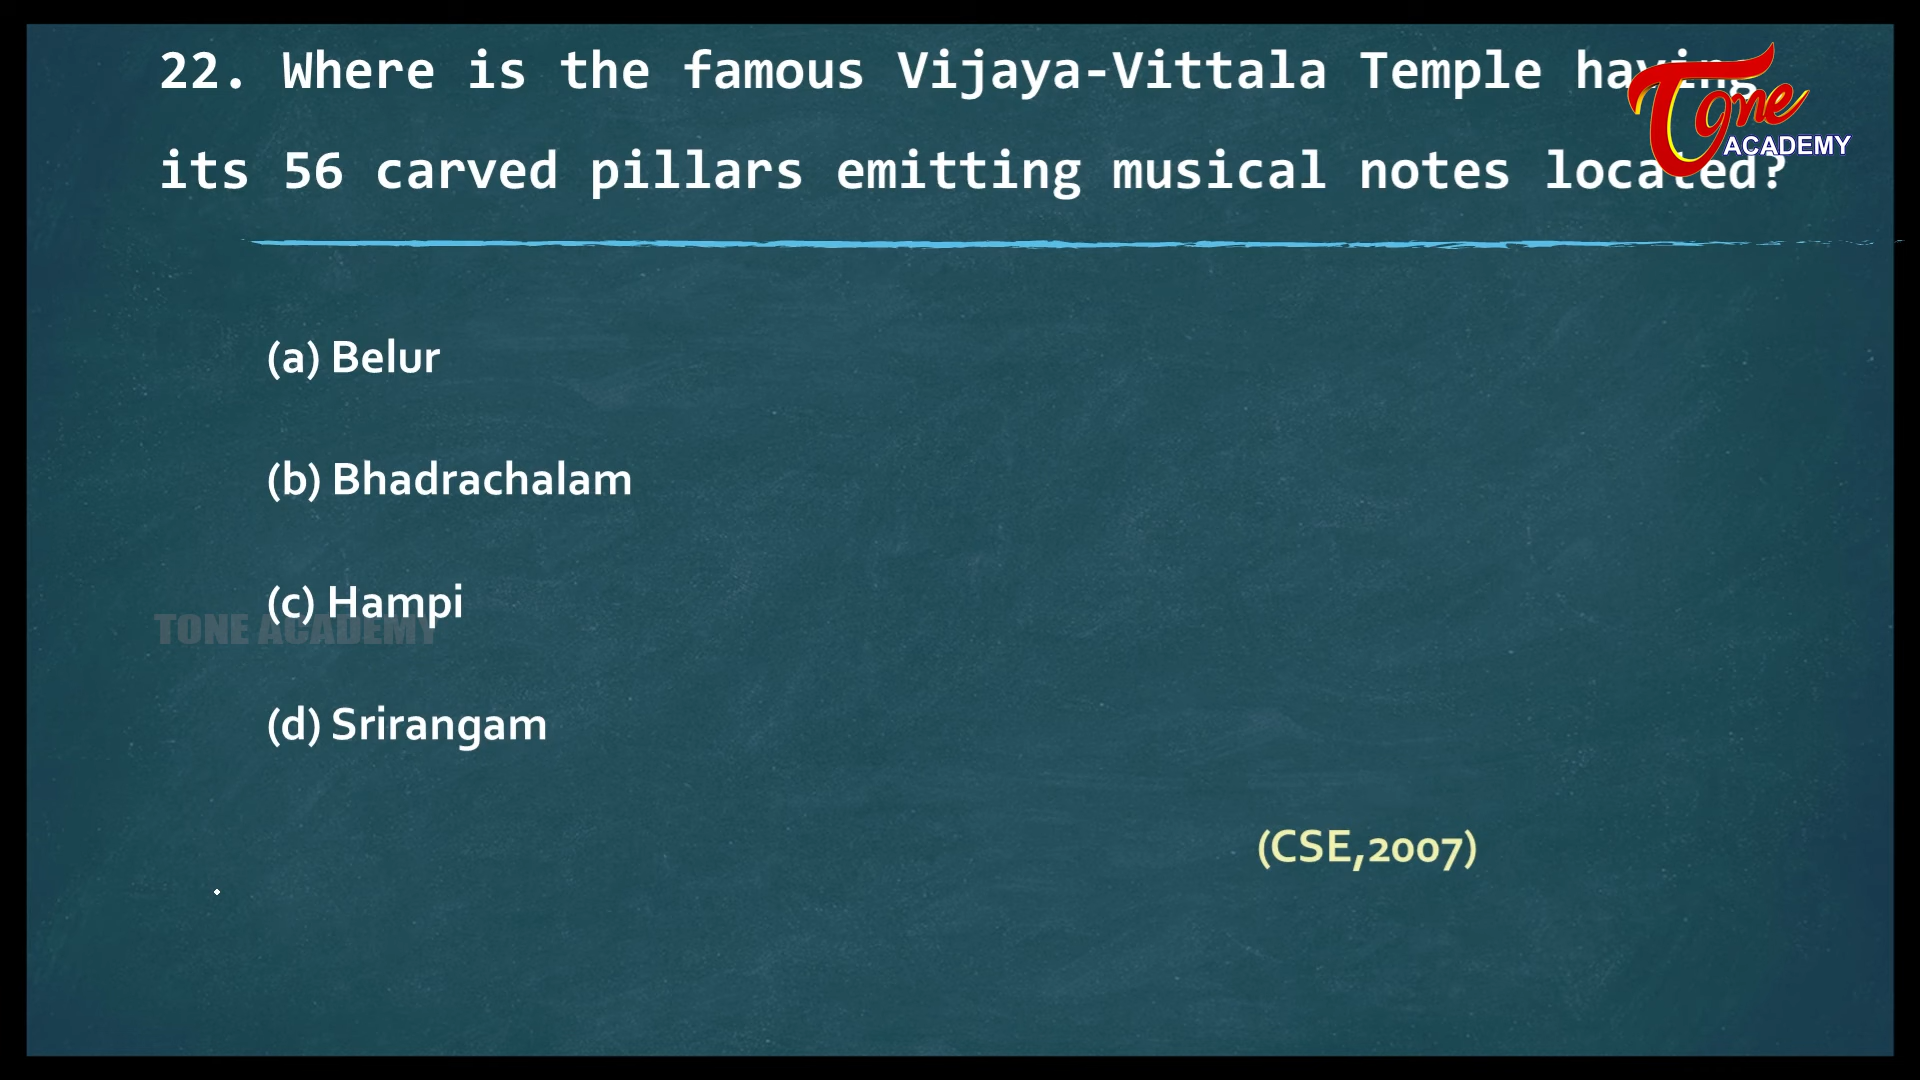 22. Where is the famous Vijaya-Vittala Temple having
its 56 carved pillars emitting musical notes located?
Tone
ACADEMY
(a) Belur
(b) Bhadrachalam
(c) Hampi
TONE ACADEMY
(d) Srirangam
(CSE,2007)